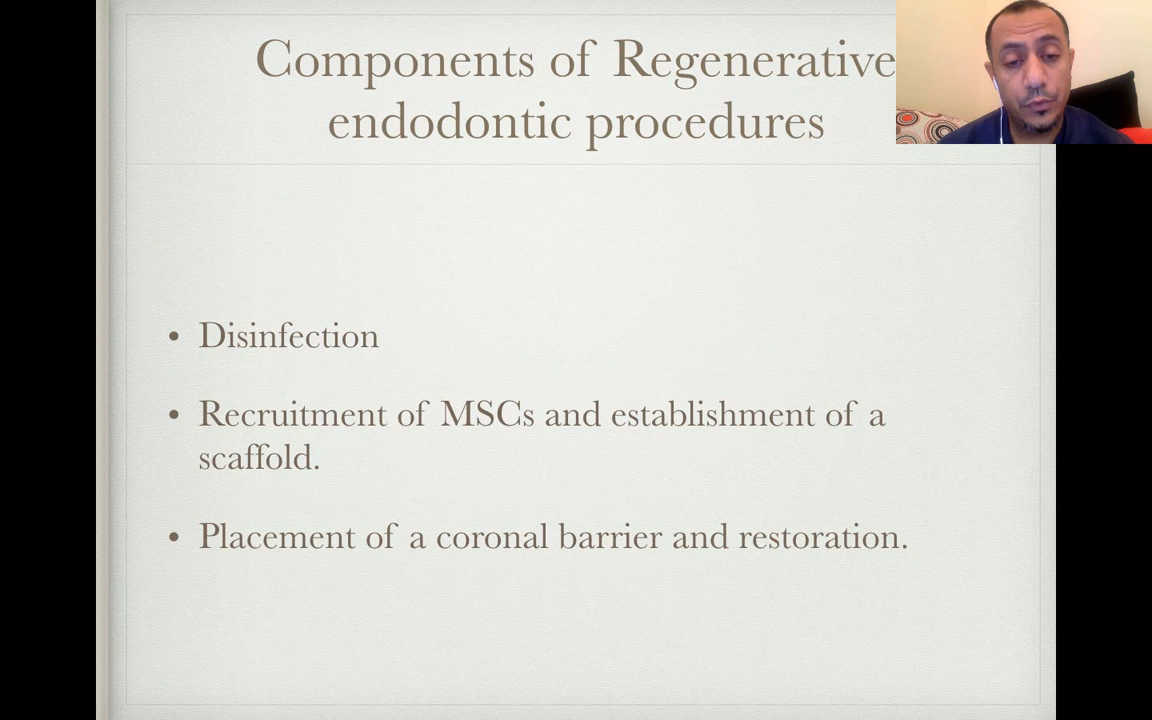 Components of Regenerative
endodontic procedures
• Disinfection
• Recruitment of MSCs and establishment of a
scaffold.
• Placement of a coronal barrier and restoration.